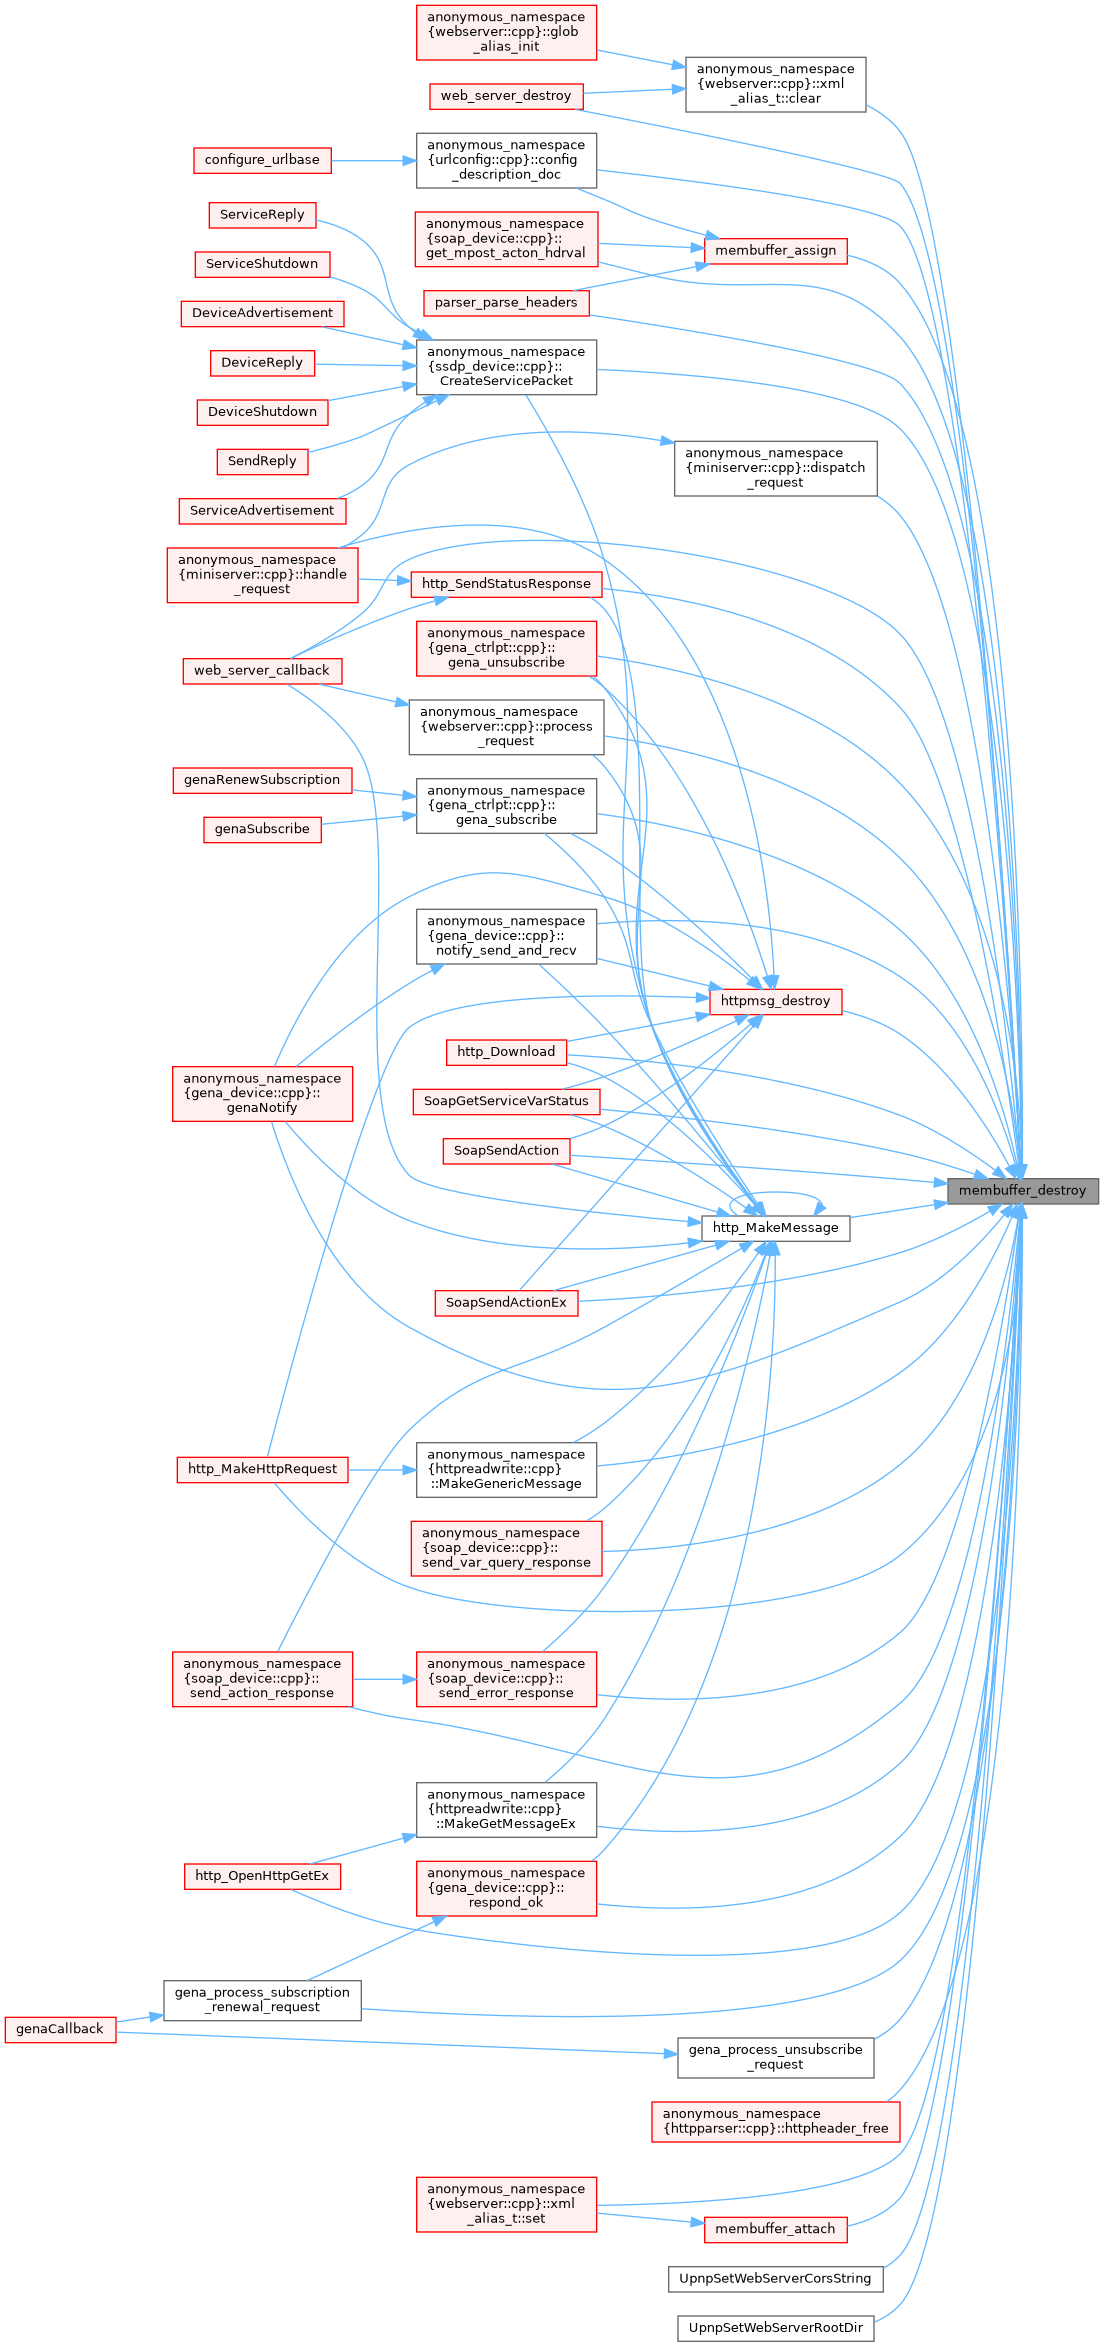 anonymous_namespace
{webserver::cpp}::glob
_alias_init
anonymous_namespace
{webserver::cpp}::xml
_alias_t::clear
web_server_destroy
anonymous_namespace
{urlconfig::cpp}::config
_description_doc
configure_urlbase
ServiceReply
anonymous_namespace
{soap_device::cpp}::
get_mpost_acton_hdrval
membuffer_assign
ServiceShutdown
parser_parse_headers
DeviceAdvertisement
anonymous_namespace
{ssdp_device::cpp}::
CreateServicePacket
DeviceReply
DeviceShutdown
SendReply
anonymous_namespace
{miniserver::cpp}::dispatch
_request
ServiceAdvertisement
anonymous_namespace
{miniserver::cpp}::handle
_request
http_SendStatusResponse
anonymous_namespace
{gena_ctrlpt::cpp}::
gena_unsubscribe
web_server_callback
anonymous_namespace
{webserver::cpp}::process
_request
genaRenewSubscription
anonymous_namespace
{gena_ctrlpt::cpp}::
gena_subscribe
genaSubscribe
anonymous_namespace
{gena_device::cpp}::
notify_send_and_recv
httpmsg_destroy
http_Download
anonymous_namespace
{gena_device::cpp}::
genaNotify
SoapGetServiceVarStatus
SoapSendAction
membuffer_destroy
http_MakeMessage
SoapSendActionEx
http_MakeHttpRequest
anonymous_namespace
{httpreadwrite::cpp}
::MakeGenericMessage
anonymous_namespace
{soap_device::cpp}::
send_var_query_response
anonymous_namespace
{soap_device::cpp}::
send_action_response
anonymous_namespace
{soap_device::cpp}::
send_error_response
anonymous_namespace
{httpreadwrite::cpp}
::MakeGetMessageEx
http_OpenHttpGetEx
anonymous_namespace
{gena_device::cpp}::
respond_ok
gena_process_subscription
_renewal_request
genaCallback
gena_process_unsubscribe
_request
anonymous_namespace
{httpparser::cpp}::httpheader_free
anonymous_namespace
{webserver::cpp}::xml
_alias_t::set
membuffer_attach
UpnpSetWebServerCorsString
UpnpSetWebServerRootDir